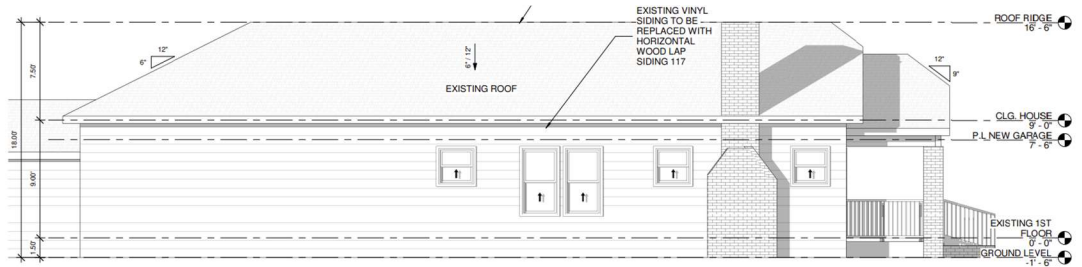 EXISTING VINYL
SIDING TO BE
REPLACED WITH
HORIZONTAL
WOOD LAP
SIDING 117
ROOF RIDGE
16' - 6"
12"
6"
6" / 12"
EXISTING ROOF
12"
9"
7.50'
18.00'
9.00'
1.50'
CLG. HOUSE
9' - 0"
P.L NEW GARAGE
7' - 6"
EXISTING 1ST
FLOOR
0' - 0"
GROUND LEVEL
-1' - 6"